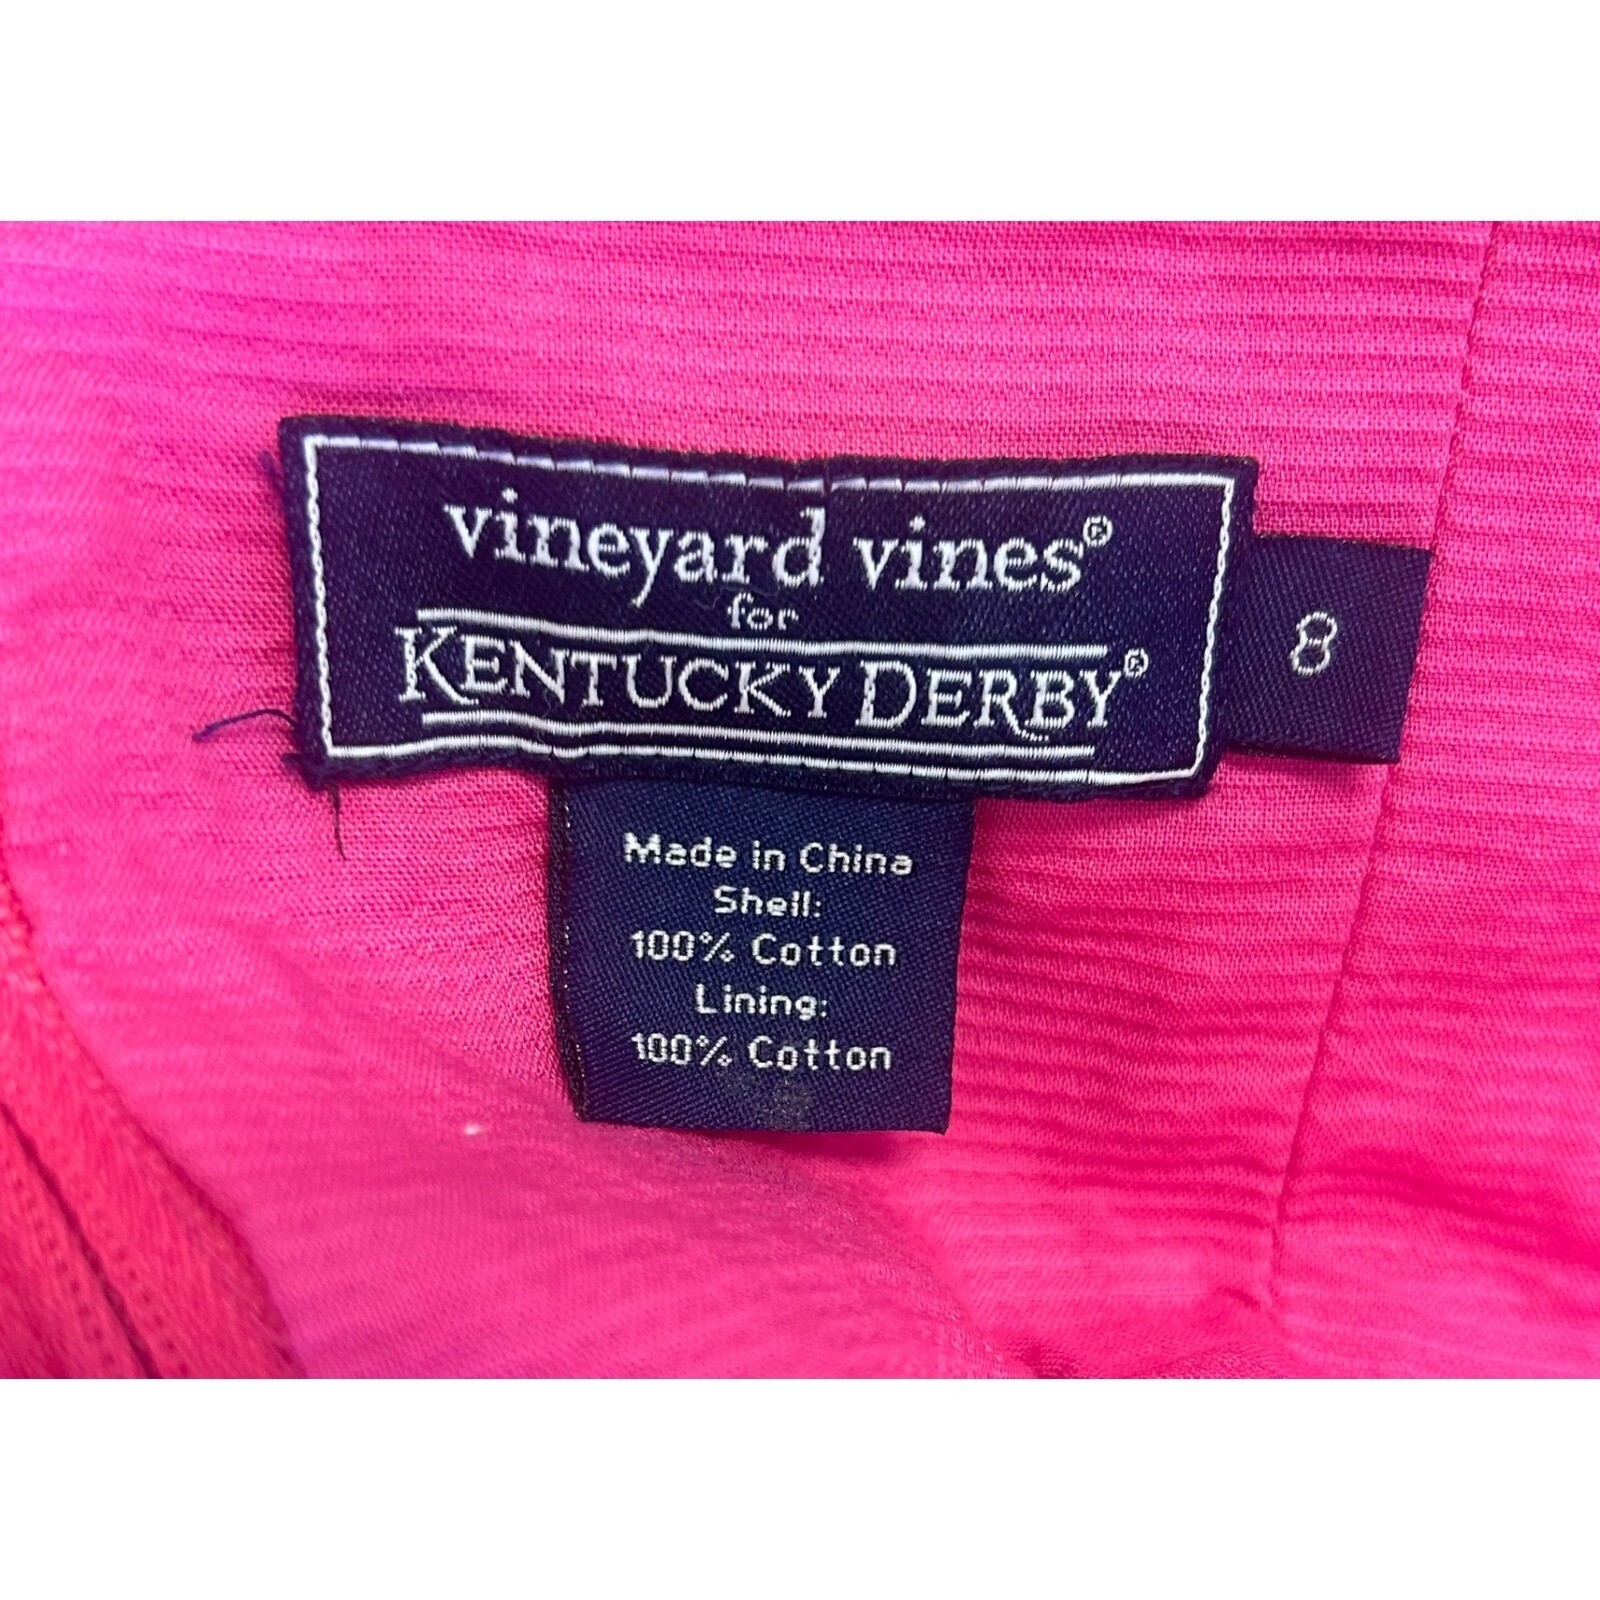 vineyard vines®
for
KENTUCKY DERBY®
8
Made in China
Shell:
100% Cotton
Lining:
100% Cotton